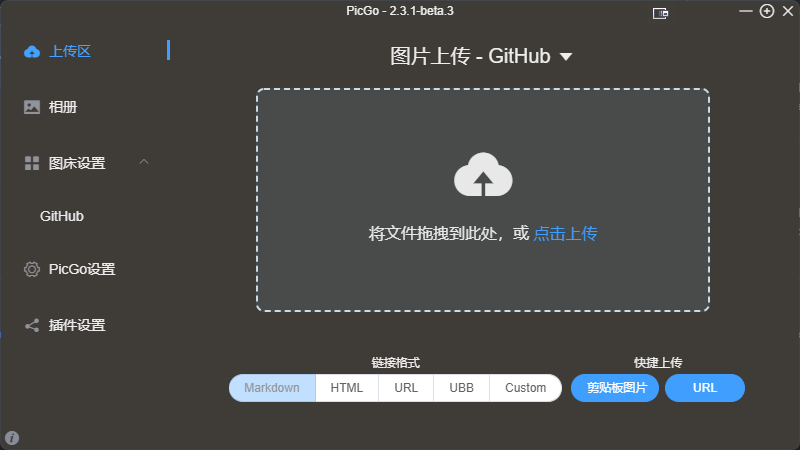 PicGo - 2.3.1-beta.3
上传区
相册
图床设置
GitHub
PicGo设置
插件设置
图片上传 - GitHub
将文件拖拽到此处，或 点击上传
链接格式
Markdown HTML URL UBB Custom
快捷上传
剪贴板图片 URL